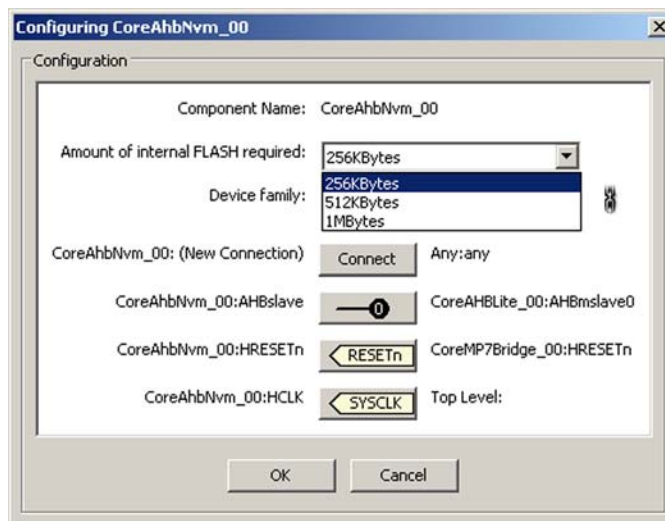 Configuring CoreAhbNvm_00
Configuration
Component Name: CoreAhbNvm_00
Amount of internal FLASH required: 256KBytes
256KBytes
Device family:
512KBytes
1MBytes
CoreAhbNvm_00: (New Connection) Connect Any:any
CoreAhbNvm_00:AHBslave 0 CoreAHBLite_00:AHBmslave0
CoreAhbNvm_00:HRESETn RESETn CoreMP7Bridge_00:HRESETn
CoreAhbNvm_00:HCLK SYSCLK Top Level:
OK Cancel